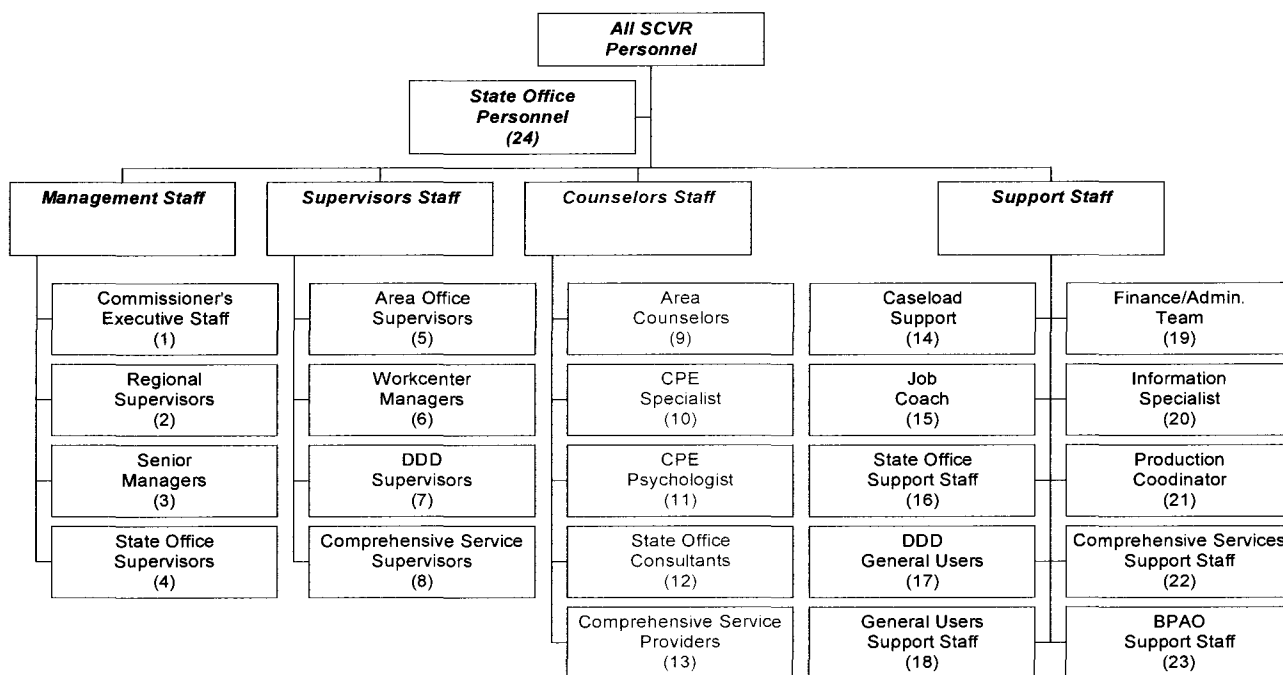 All SCVR
Personnel
State Office
Personnel
(24)
Management Staff
Supervisors Staff
Counselors Staff
Support Staff
Commissioner's
Executive Staff
(1)
Regional
Supervisors
(2)
Senior
Managers
(3)
State Office
Supervisors
(4)
Area Office
Supervisors
(5)
Workcenter
Managers
(6)
DDD
Supervisors
(7)
Comprehensive Service
Supervisors
(8)
Area
Counselors
(9)
CPE
Specialist
(10)
CPE
Psychologist
(11)
State Office
Consultants
(12)
Comprehensive Service
Providers
(13)
Caseload
Support
(14)
Job
Coach
(15)
State Office
Support Staff
(16)
DDD
General Users
(17)
General Users
Support Staff
(18)
Finance/Admin.
Team
(19)
Information
Specialist
(20)
Production
Coodinator
(21)
Comprehensive Services
Support Staff
(22)
BPAO
Support Staff
(23)